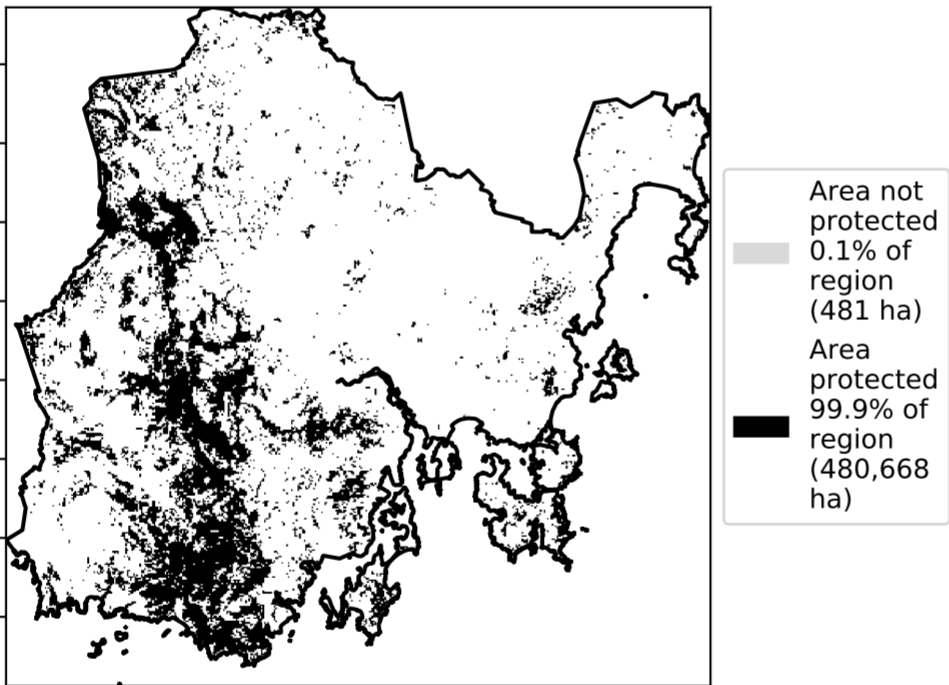 Area not
protected
0.1% of
region
(481 ha)
Area
protected
99.9% of
region
(480,668
ha)